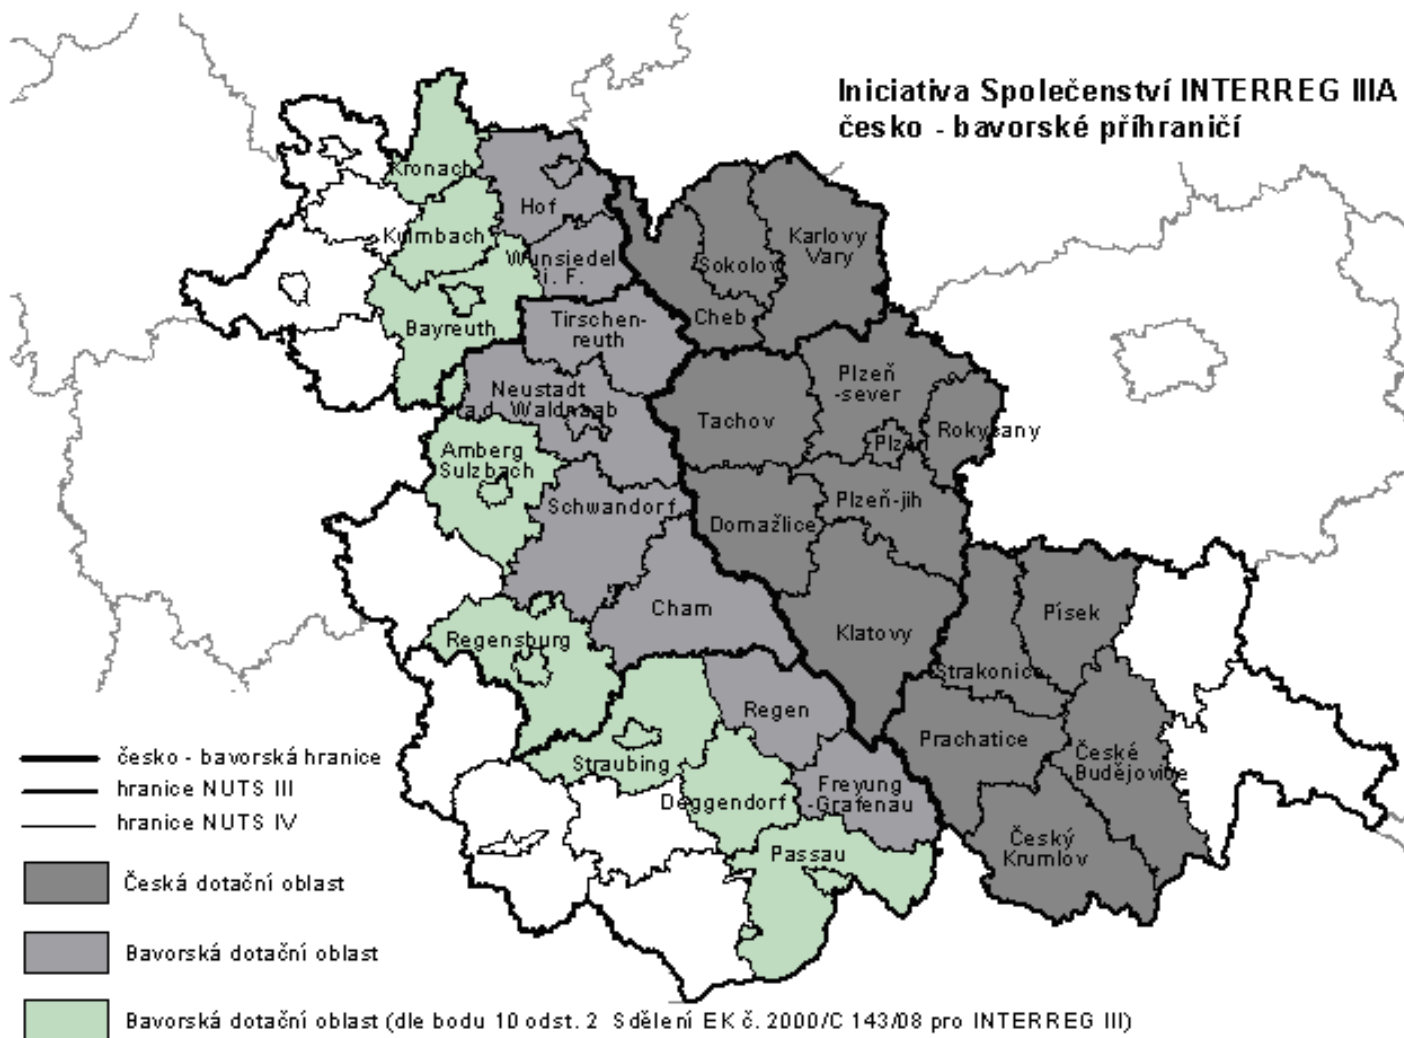 Iniciativa Společenství INTERREG IIIA
česko - bavorské příhraničí
Kronach
Hof
Kulmbach
Wunsiedel
i. F.
Karlovy
Vary
Sokolov
Cheb
Bayreuth
Tirschen-
reuth
Neustadt
a.d. Waldnaab
Plzeň
-sever
Tachov
Plzeň
Rokycany
Amberg
Sulzbach
Schwandorf
Domažlice
Plzeň-jih
Cham
Klatovy
Písek
Regensburg
Strakonice
Regen
Prachatice
České
Budějovice
Straubing
Deggendorf
Freyung
-Grafenau
Passau
Český
Krumlov
česko - bavorská hranice
hranice NUTS III
hranice NUTS IV
Česká dotační oblast
Bavorská dotační oblast
Bavorská dotační oblast (dle bodu 10 odst. 2 Sdělení EK č. 2000/C 143/08 pro INTERREG III)